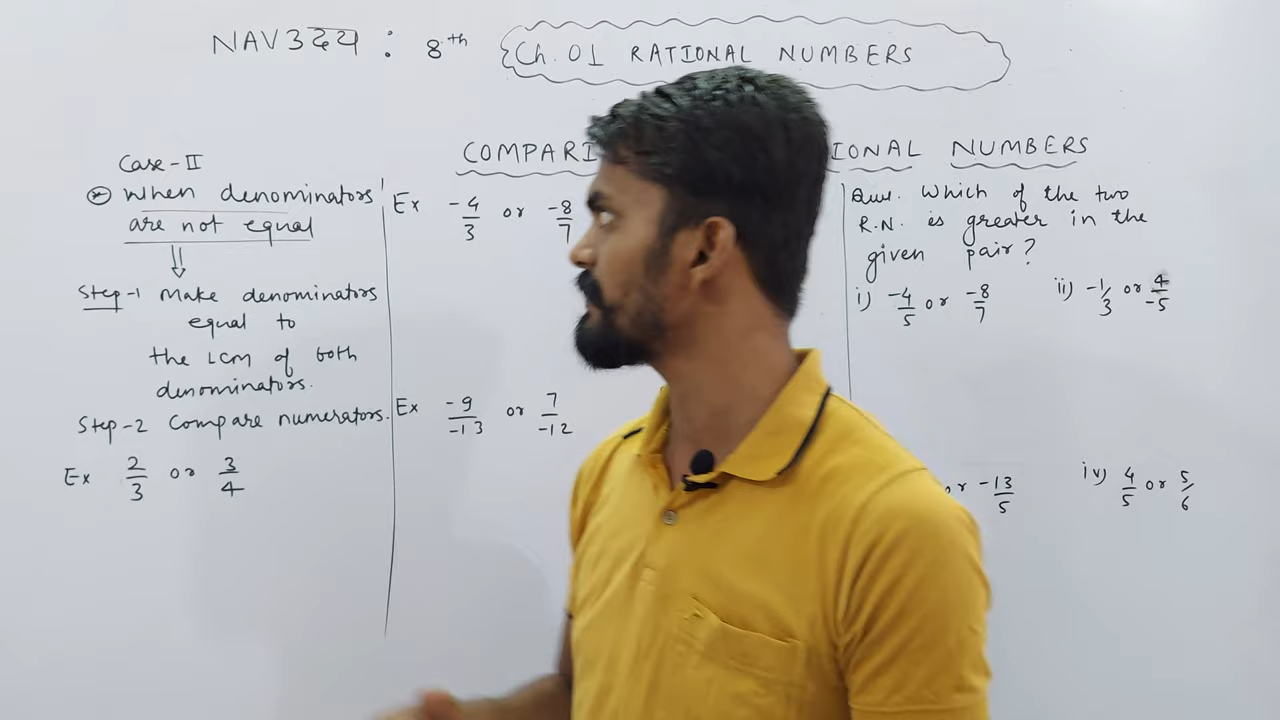 NAV3ददय : 8th Ch. 01 RATIONAL NUMBERS
COMPARI IONAL NUMBERS
Case-II
When denominators
are not equal
⇓
Step-1 Make denominators
equal to
the LCM of both
denominators.
Step-2 Compare numerators.
Ex 2/3 or 3/4
Ex -4/3 or -8/7
Ex -9/-13 or 7/-12
Ques. Which of the two
R.N. is greater in the
given pair?
i) -4/5 or -8/7 ii) -1/3 or 4/-5
or -13/5 iv) 4/5 or 5/6